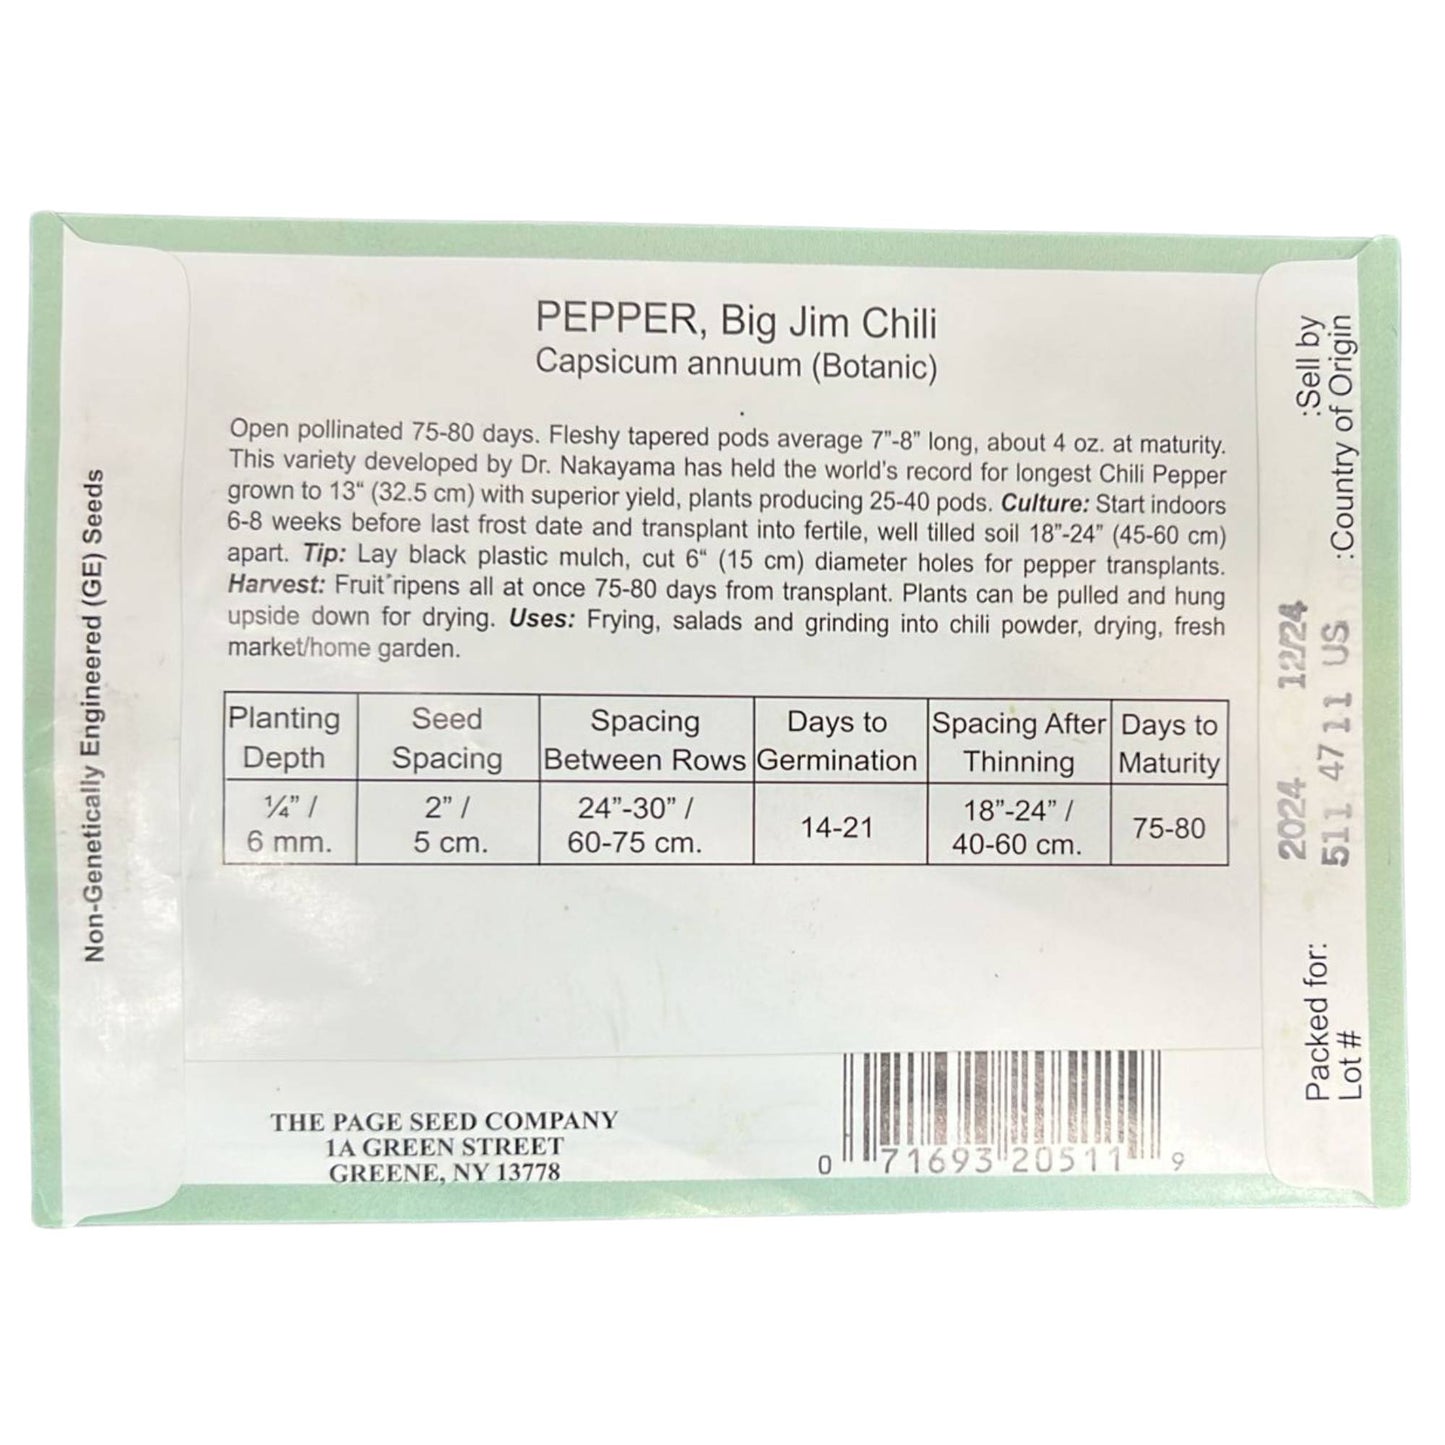 PEPPER, Big Jim Chili
Capsicum annuum (Botanic)
Open pollinated 75-80 days. Fleshy tapered pods average 7”-8” long, about 4 oz. at maturity.
This variety developed by Dr. Nakayama has held the world's record for longest Chili Pepper
grown to 13“ (32.5 cm) with superior yield, plants producing 25-40 pods. Culture: Start indoors
6-8 weeks before last frost date and transplant into fertile, well tilled soil 18”-24” (45-60 cm)
apart. Tip: Lay black plastic mulch, cut 6“ (15 cm) diameter holes for pepper transplants.
Harvest: Fruit ripens all at once 75-80 days from transplant. Plants can be pulled and hung
upside down for drying. Uses: Frying, salads and grinding into chili powder, drying, fresh
market/home garden.
Planting Depth
Seed Spacing
Spacing Between Rows
Days to Germination
Spacing After Thinning
Days to Maturity
¼” / 6 mm.
2” / 5 cm.
24”-30” / 60-75 cm.
14-21
18”-24” / 40-60 cm.
75-80
THE PAGE SEED COMPANY
1A GREEN STREET
GREENE, NY 13778
0 71693 20511 9
Non-Genetically Engineered (GE) Seeds
Packed for: 2024 12/24 :Sell by
Lot # 511 4711 US :Country of Origin